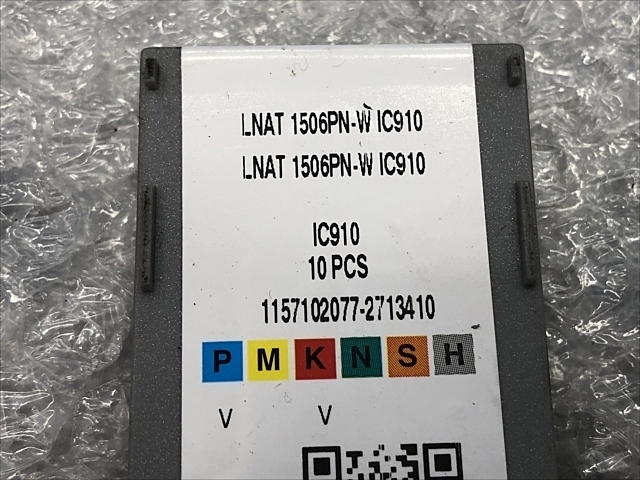 LNAT 1506PN-W IC910
LNAT 1506PN-W IC910
IC910
10 PCS
1157102077-2713410
P M K N S H
V V